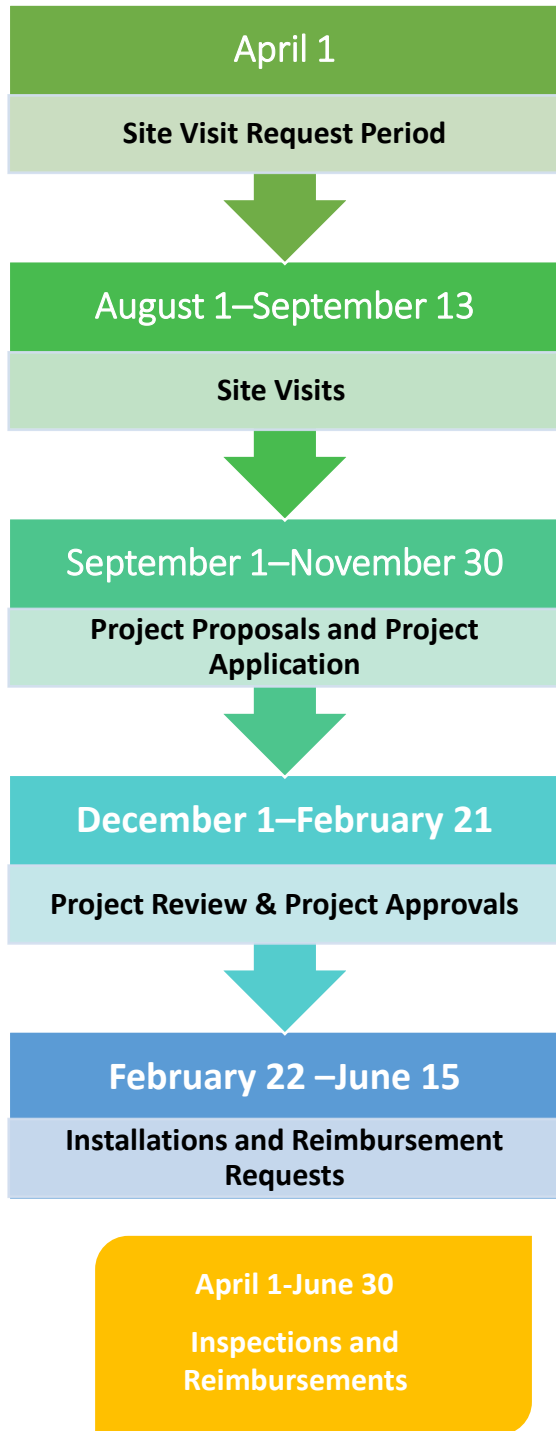 April 1
Site Visit Request Period
August 1–September 13
Site Visits
September 1–November 30
Project Proposals and Project
Application
December 1–February 21
Project Review & Project Approvals
February 22 –June 15
Installations and Reimbursement
Requests
April 1-June 30
Inspections and
Reimbursements